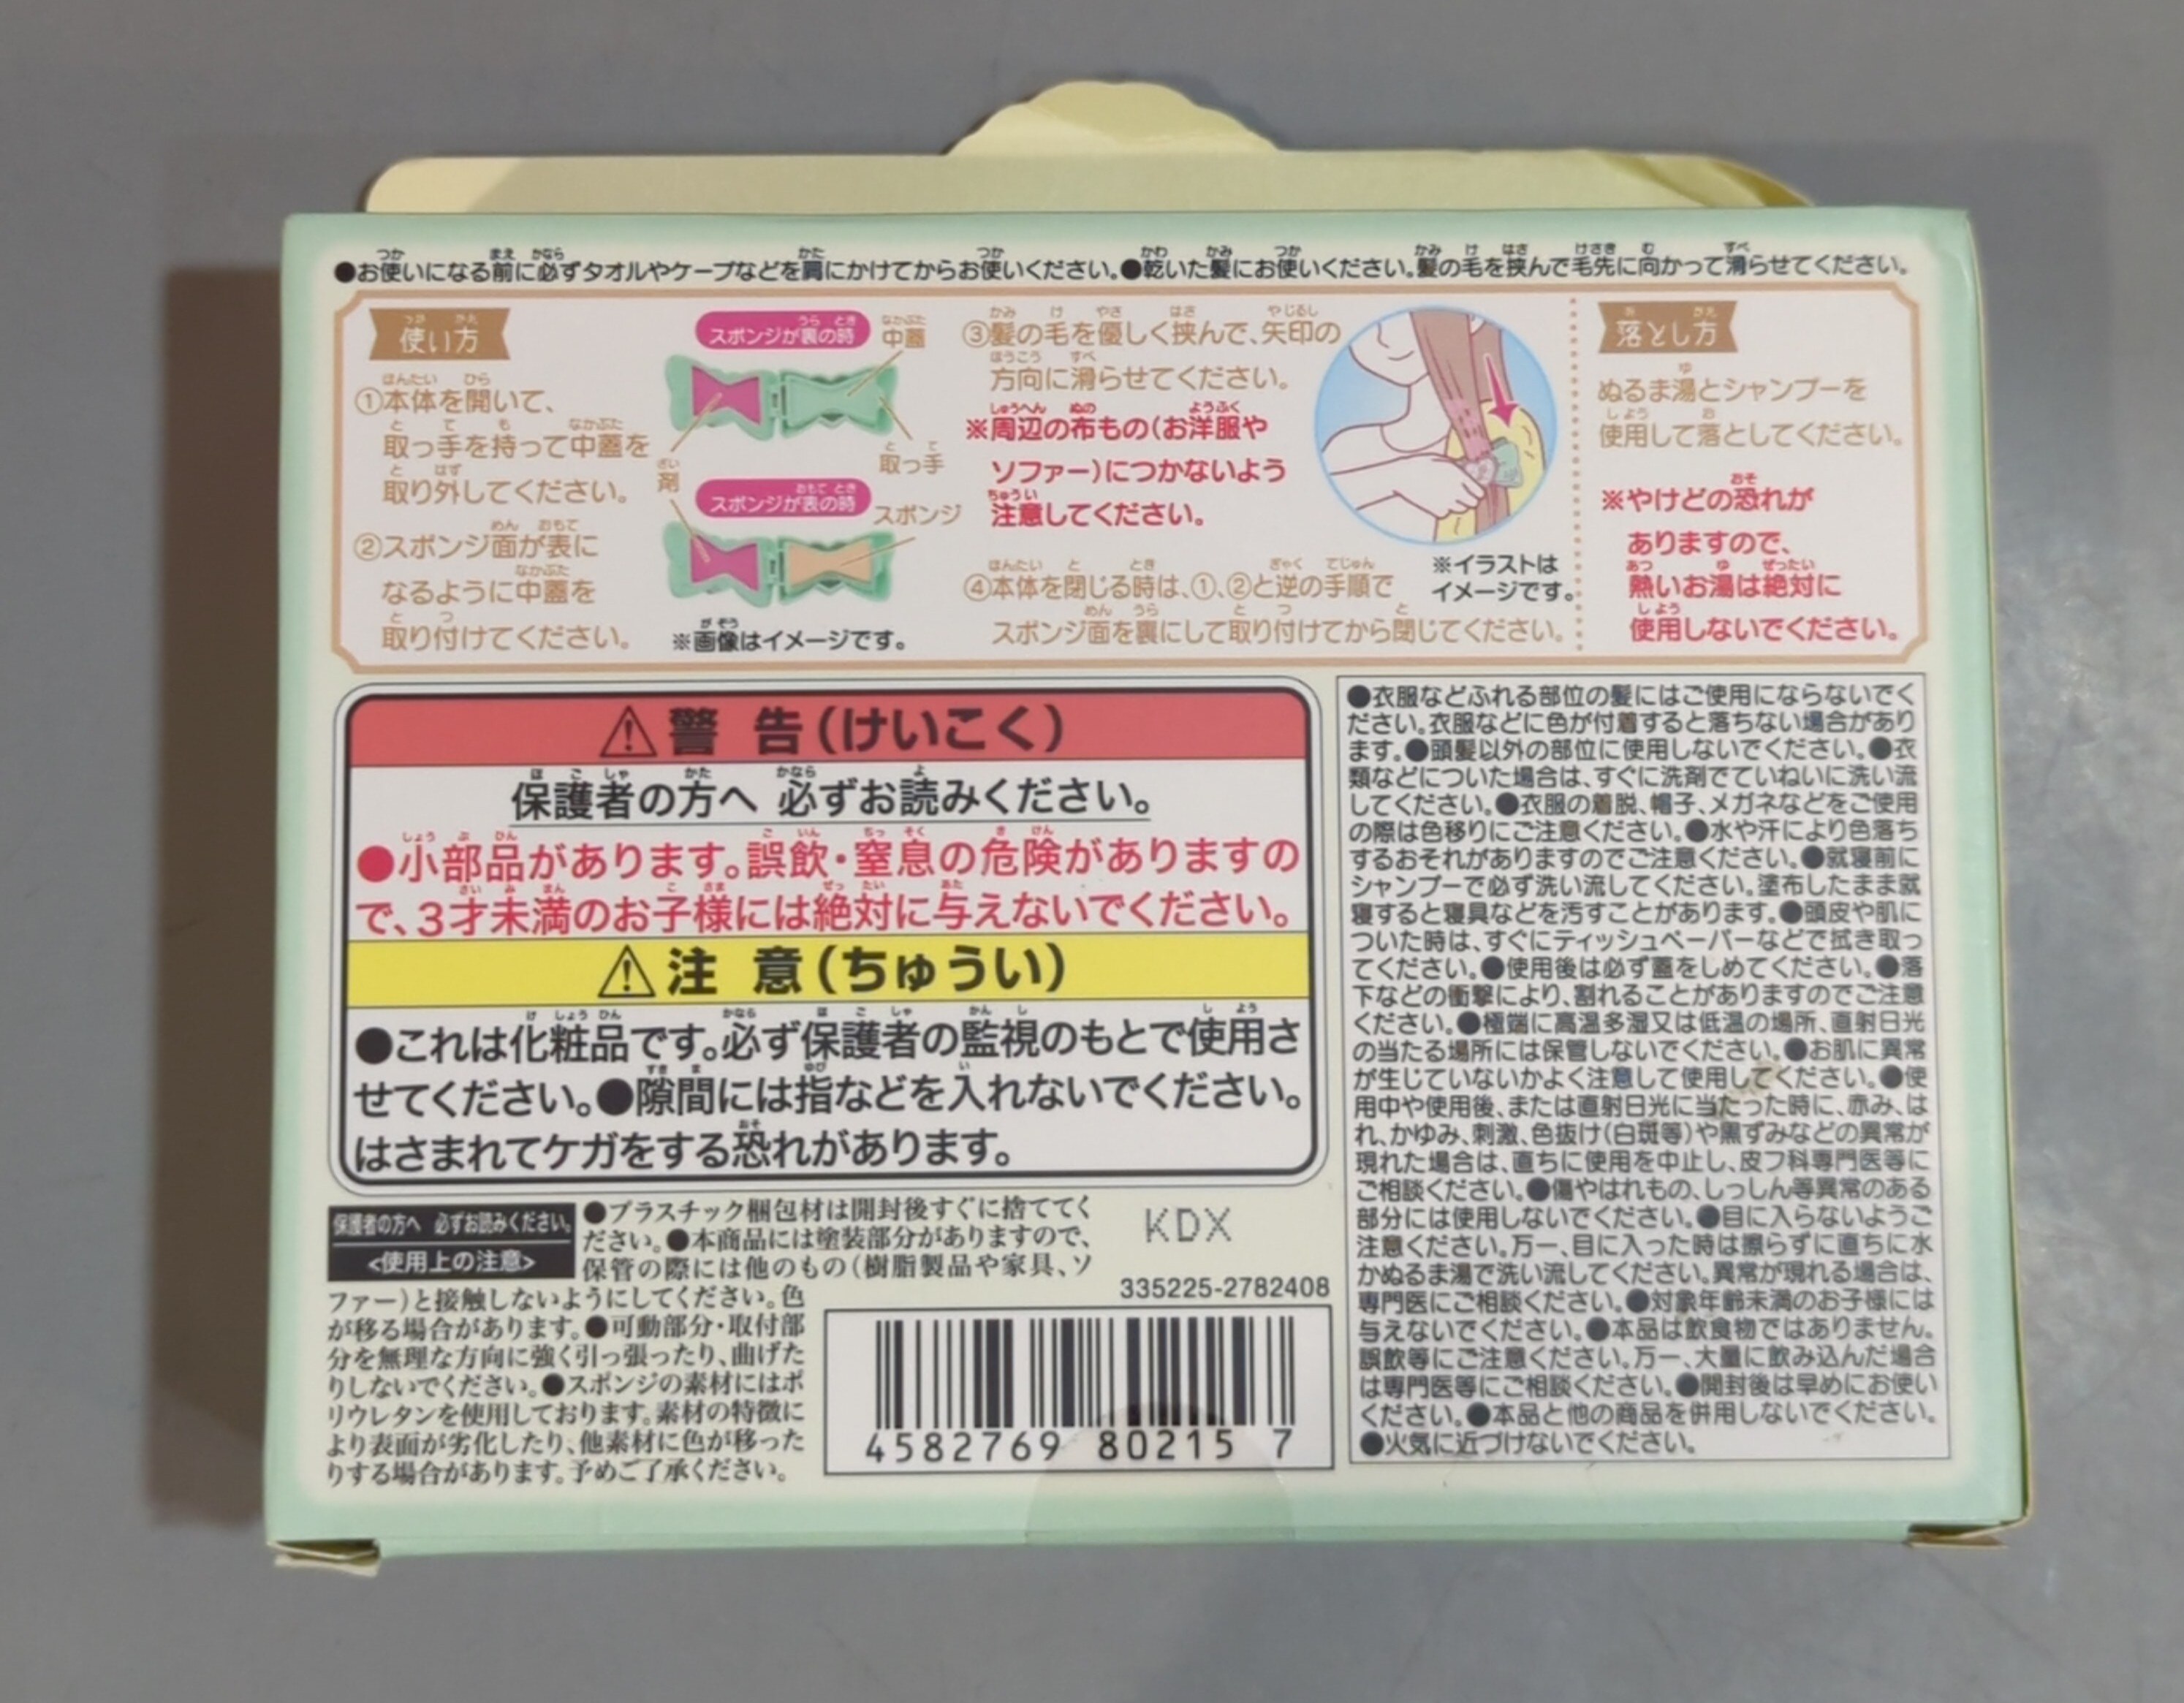 ●お使いになる前に必ずタオルやケープなどを肩にかけてからお使いください。●乾いた髪にお使いください。髪の毛を挟んで毛先に向かって滑らせてください。
使い方
①本体を開いて、
取っ手を持って中蓋を
取り外してください。
②スポンジ面が表に
なるように中蓋を
取り付けてください。
スポンジが裏の時
中蓋
取っ手
剤
スポンジが表の時
スポンジ
※画像はイメージです。
③髪の毛を優しく挟んで、矢印の
方向に滑らせてください。
※周辺の布もの(お洋服や
ソファー)につかないよう
注意してください。
④本体を閉じる時は、①、②と逆の手順で
スポンジ面を裏にして取り付けてから閉じてください。
※イラストは
イメージです。
落とし方
ぬるま湯とシャンプーを
使用して落としてください。
※やけどの恐れが
ありますので、
熱いお湯は絶対に
使用しないでください。
⚠警 告(けいこく)
保護者の方へ 必ずお読みください。
●小部品があります。誤飲・窒息の危険がありますの
で、3才未満のお子様には絶対に与えないでください。
⚠注 意(ちゅうい)
●これは化粧品です。必ず保護者の監視のもとで使用さ
せてください。●隙間には指などを入れないでください。
はさまれてケガをする恐れがあります。
保護者の方へ 必ずお読みください。
<使用上の注意>
●プラスチック梱包材は開封後すぐに捨ててく
ださい。●本商品には塗装部分がありますので、
保管の際には他のもの(樹脂製品や家具、ソ
ファー)と接触しないようにしてください。色
が移る場合があります。●可動部分・取付部
分を無理な方向に強く引っ張ったり、曲げた
りしないでください。●スポンジの素材にはポ
リウレタンを使用しております。素材の特徴に
より表面が劣化したり、他素材に色が移った
りする場合があります。予めご了承ください。
KDX
335225-2782408
4582769 80215 7
●衣服などふれる部位の髪にはご使用にならないでく
ださい。衣服などに色が付着すると落ちない場合があり
ます。●頭髪以外の部位に使用しないでください。●衣
類などについた場合は、すぐに洗剤でていねいに洗い流
してください。●衣服の着脱、帽子、メガネなどをご使用
の際は色移りにご注意ください。●水や汗により色落ち
するおそれがありますのでご注意ください。●就寝前に
シャンプーで必ず洗い流してください。塗布したまま就
寝すると寝具などを汚すことがあります。●頭皮や肌に
ついた時は、すぐにティッシュペーパーなどで拭き取っ
てください。●使用後は必ず蓋をしめてください。●落
下などの衝撃により、割れることがありますのでご注意
ください。●極端に高温多湿又は低温の場所、直射日光
の当たる場所には保管しないでください。●お肌に異常
が生じていないかよく注意して使用してください。●使
用中や使用後、または直射日光に当たった時に、赤み、は
れ、かゆみ、刺激、色抜け(白斑等)や黒ずみなどの異常が
現れた場合は、直ちに使用を中止し、皮フ科専門医等に
ご相談ください。●傷やはれもの、しっしん等異常のある
部分には使用しないでください。●目に入らないようご
注意ください。万一、目に入った時は擦らずに直ちに水
かぬるま湯で洗い流してください。異常が現れる場合は、
専門医にご相談ください。●対象年齢未満のお子様には
与えないでください。●本品は飲食物ではありません。
誤飲等にご注意ください。万一、大量に飲み込んだ場合
は専門医等にご相談ください。●開封後は早めにお使い
ください。●本品と他の商品を併用しないでください。
●火気に近づけないでください。